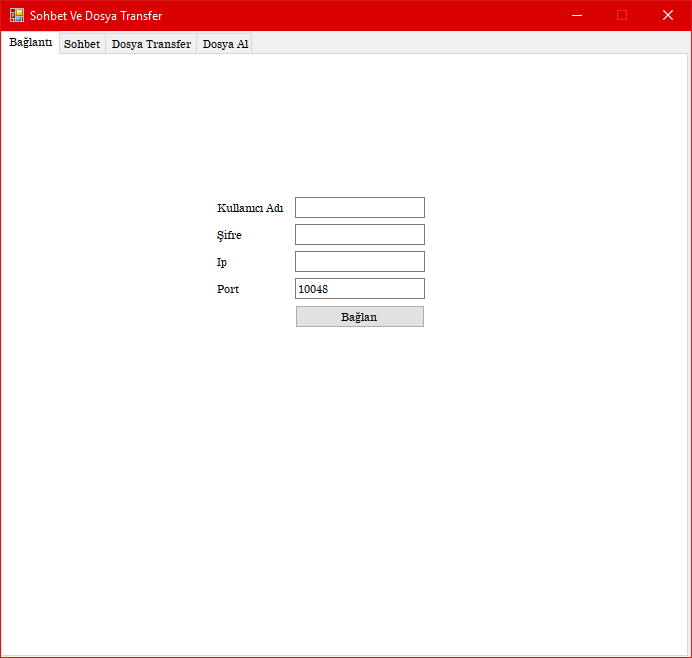 Sohbet Ve Dosya Transfer
Bağlantı Sohbet Dosya Transfer Dosya Al
Kullanıcı Adı
Şifre
Ip
Port 10048
Bağlan